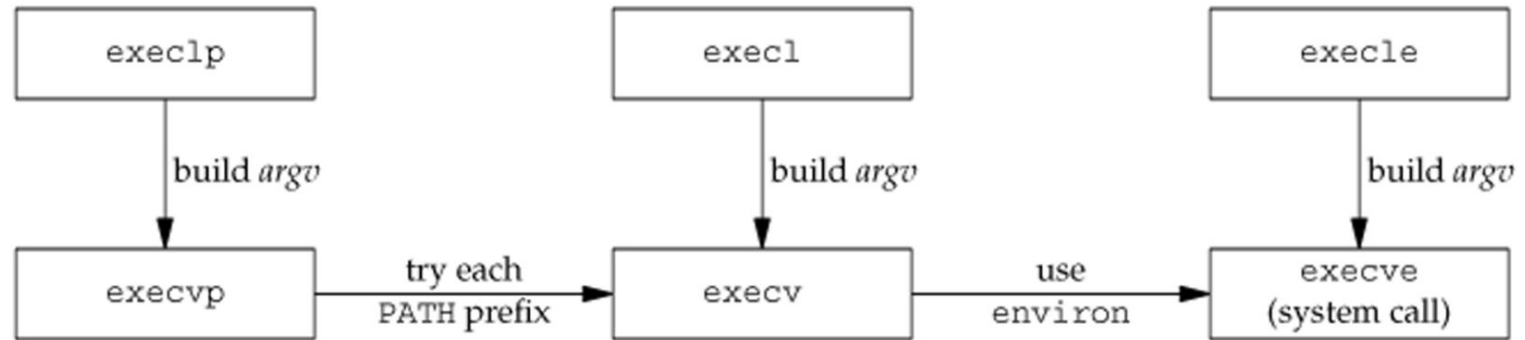 execlp
execl
execle
build argv
build argv
build argv
execvp
try each
PATH prefix
execv
use
environ
execve
(system call)